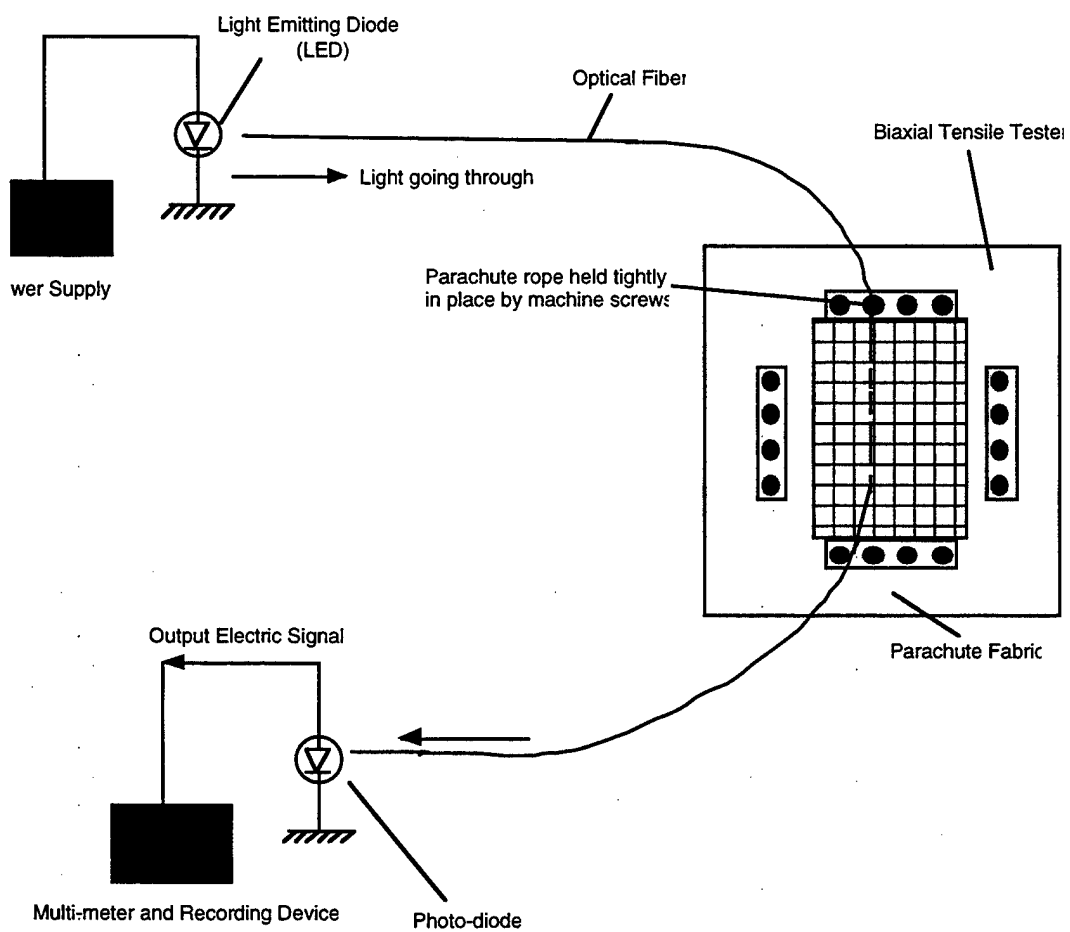 Light Emitting Diode
(LED)
Optical Fiber
Biaxial Tensile Tester
Light going through
wer Supply
Parachute rope held tightly
in place by machine screws
Output Electric Signal
Parachute Fabric
Multi-meter and Recording Device
Photo-diode